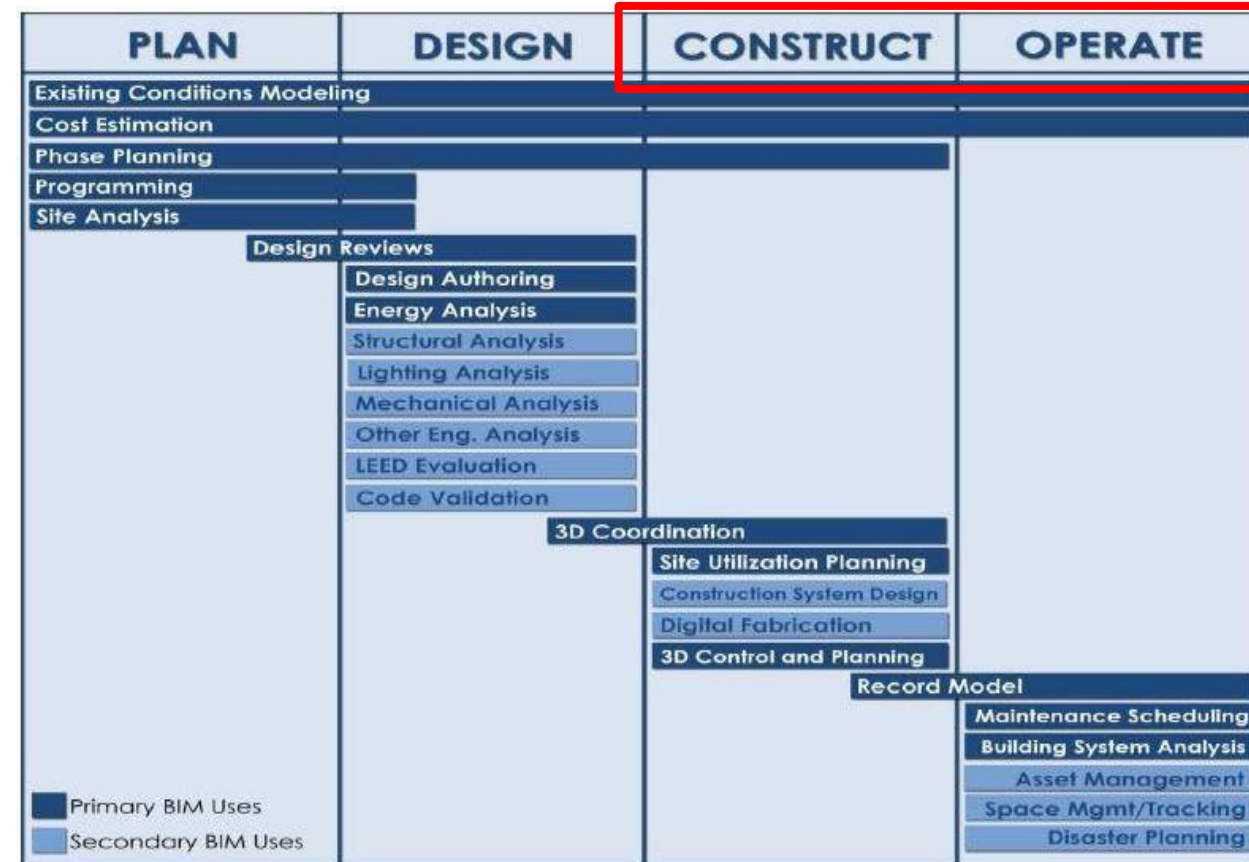 PLAN DESIGN CONSTRUCT OPERATE
Existing Conditions Modeling
Cost Estimation
Phase Planning
Programming
Site Analysis
Design Reviews
Design Authoring
Energy Analysis
Structural Analysis
Lighting Analysis
Mechanical Analysis
Other Eng. Analysis
LEED Evaluation
Code Validation
3D Coordination
Site Utilization Planning
Construction System Design
Digital Fabrication
3D Control and Planning
Record Model
Maintenance Scheduling
Building System Analysis
Asset Management
Space Mgmt/Tracking
Disaster Planning
Primary BIM Uses
Secondary BIM Uses